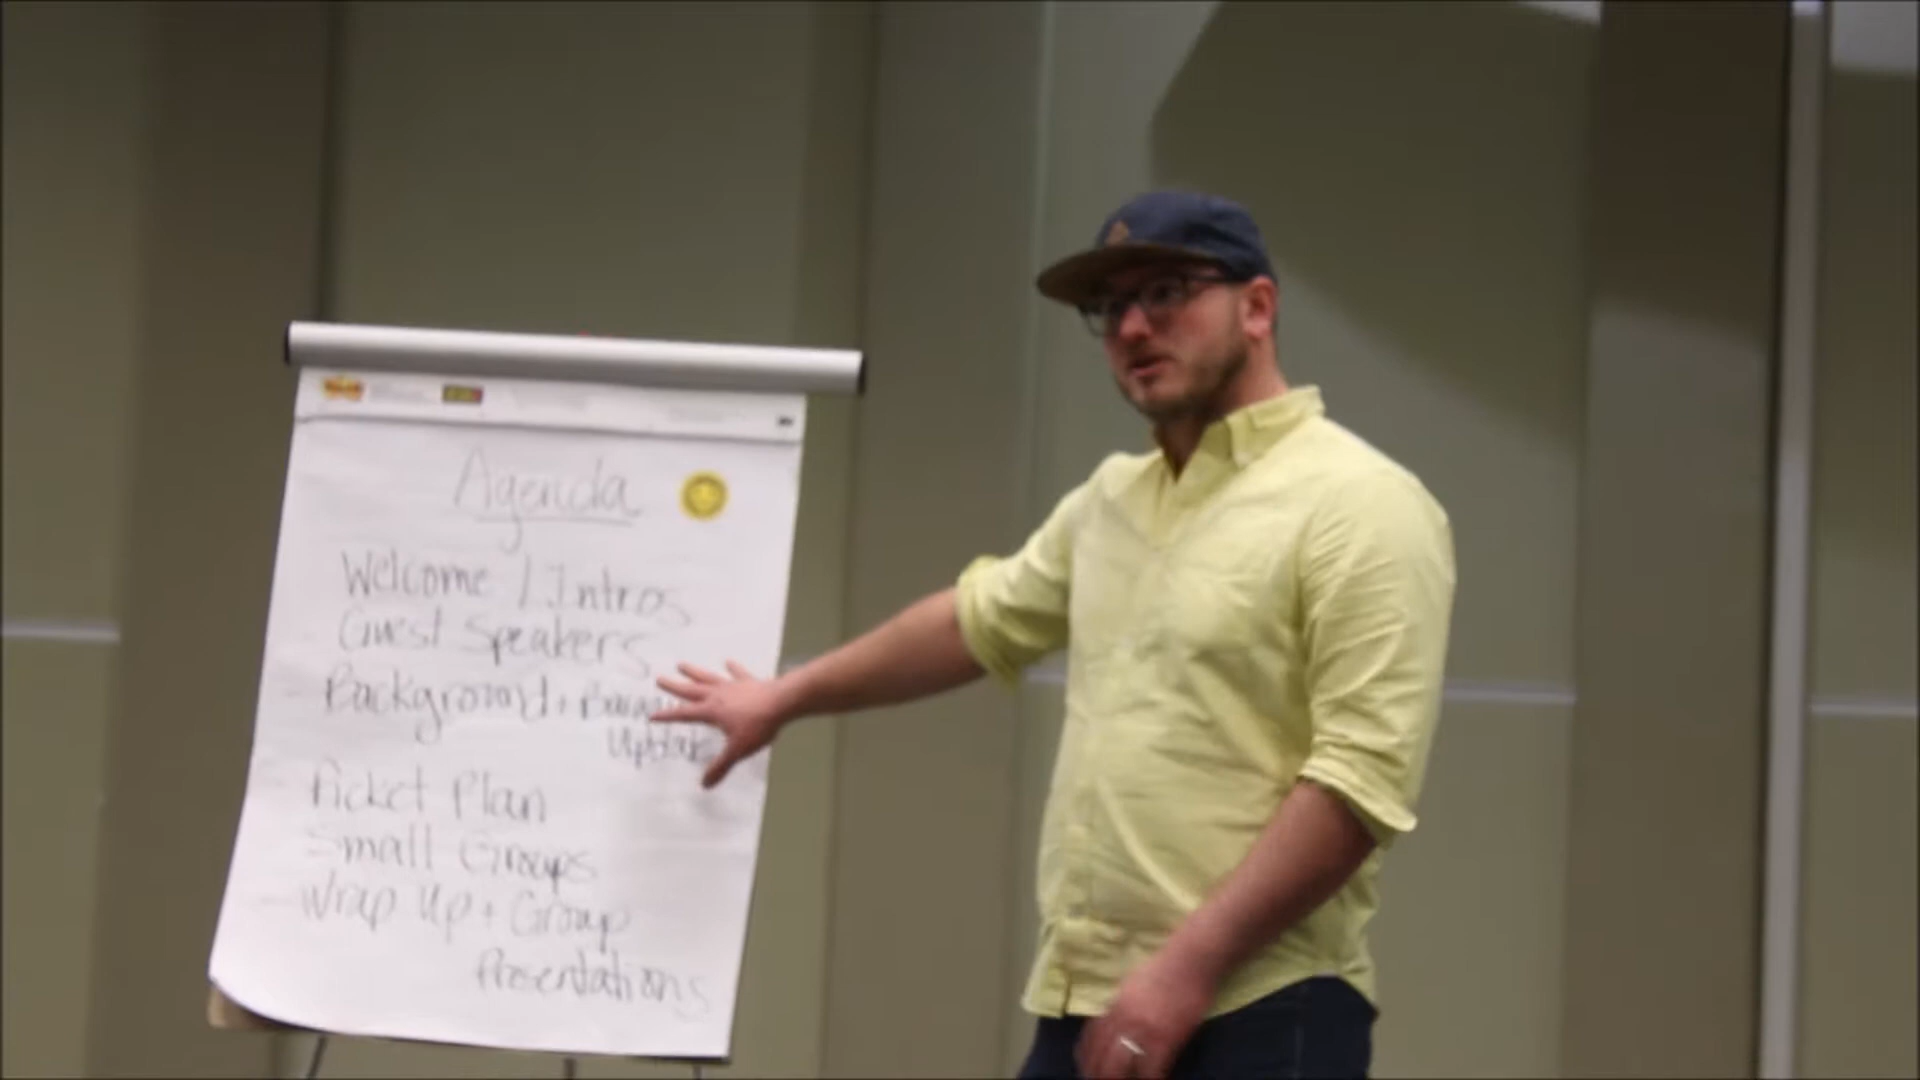 Agenda
Welcome / Intros
Guest Speakers
Background +
Update
Picket Plan
Small Groups
Wrap Up + Group
Presentations